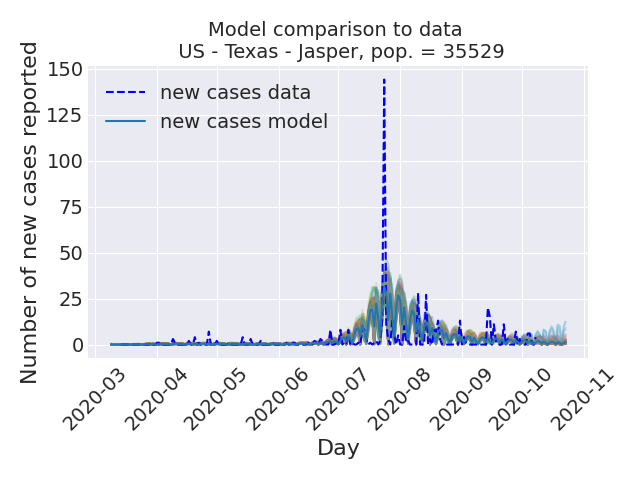 Model comparison to data
US - Texas - Jasper, pop. = 35529
Number of new cases reported
150
125
100
75
50
25
0
new cases data
new cases model
2020-03
2020-04
2020-05
2020-06
2020-07
2020-08
2020-09
2020-10
2020-11
Day